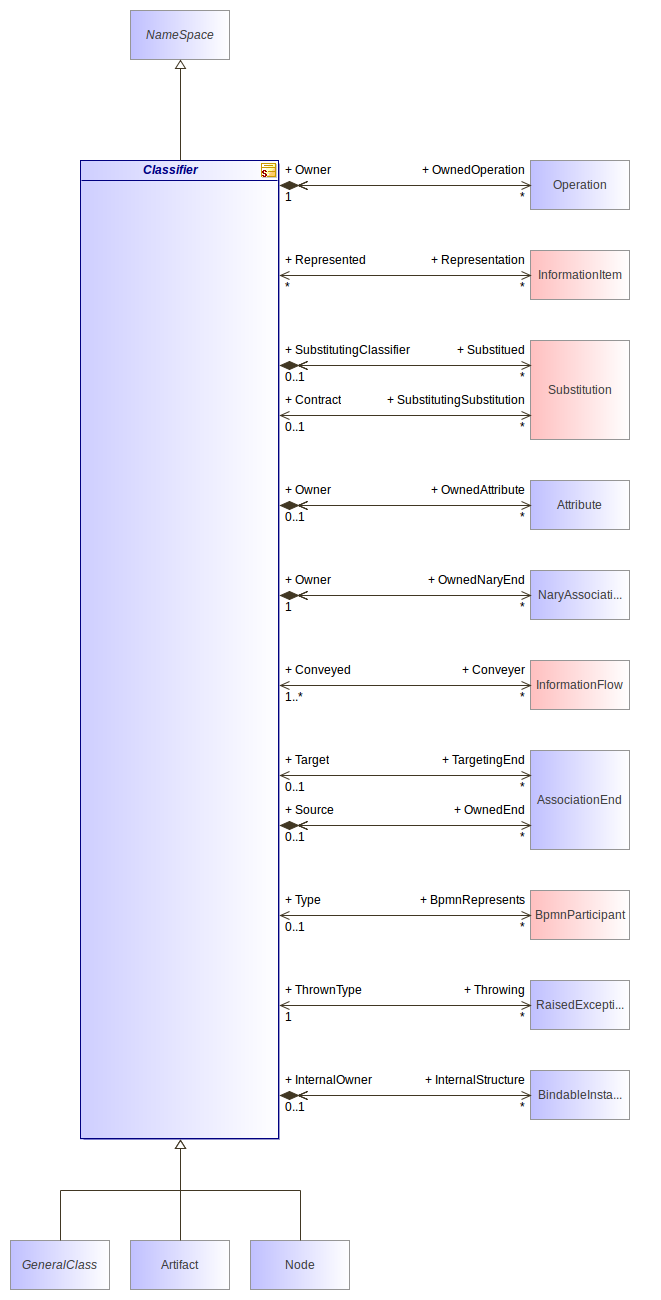 NameSpace
Classifier
+ Owner + OwnedOperation
1 *
Operation
+ Represented + Representation
* *
InformationItem
+ SubstitutingClassifier + Substitued
0..1 *
+ Contract + SubstitutingSubstitution
0..1 *
Substitution
+ Owner + OwnedAttribute
0..1 *
Attribute
+ Owner + OwnedNaryEnd
1 *
NaryAssociati...
+ Conveyed + Conveyer
1..* *
InformationFlow
+ Target + TargetingEnd
0..1 *
+ Source + OwnedEnd
0..1 *
AssociationEnd
+ Type + BpmnRepresents
0..1 *
BpmnParticipant
+ ThrownType + Throwing
1 *
RaisedExcepti...
+ InternalOwner + InternalStructure
0..1 *
BindableInsta...
GeneralClass Artifact Node